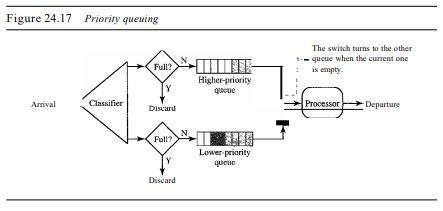 Figure 24.17 Priority queuing
The switch turns to the other
queue when the current one
is empty.
Full?
N
Higher-priority
queue
Y
Discard
Arrival
Classifier
Processor
Departure
Full?
N
Lower-priority
queue
Y
Discard